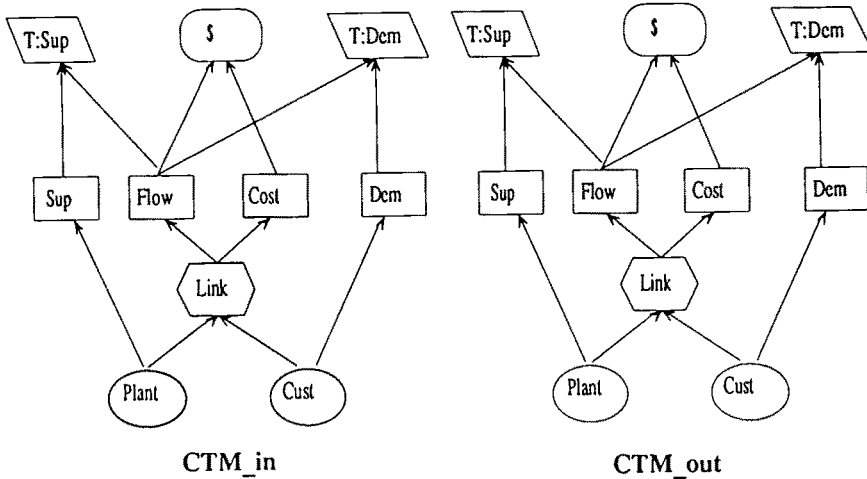 T:Sup
$
T:Dem
Sup
Flow
Cost
Dem
Link
Plant
Cust
CTM_in
T:Sup
$
T:Dem
Sup
Flow
Cost
Dem
Link
Plant
Cust
CTM_out